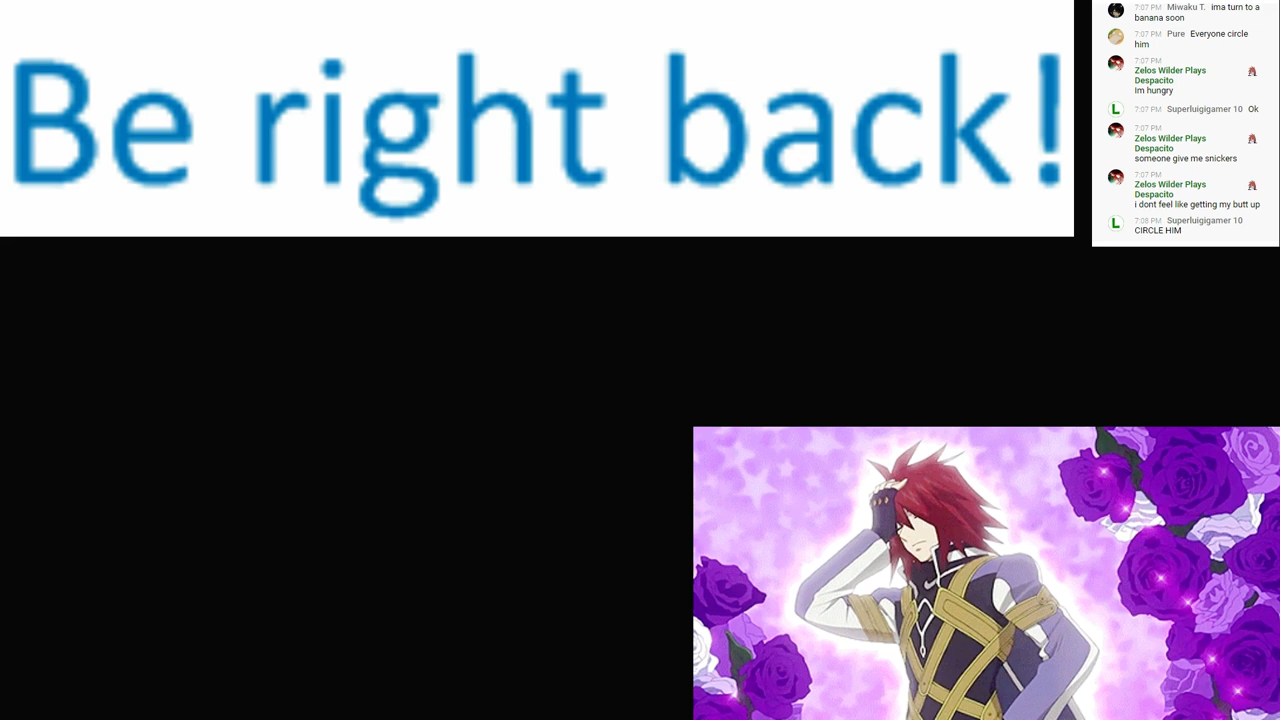 Be right back!
7:07 PM Miwaku T. ima turn to a
banana soon
7:07 PM Pure Everyone circle
him
7:07 PM
Zelos Wilder Plays
Despacito
Im hungry
L 7:07 PM Superluigigamer 10 Ok
7:07 PM
Zelos Wilder Plays
Despacito
someone give me snickers
7:07 PM
Zelos Wilder Plays
Despacito
i dont feel like getting my butt up
L 7:08 PM Superluigigamer 10
CIRCLE HIM